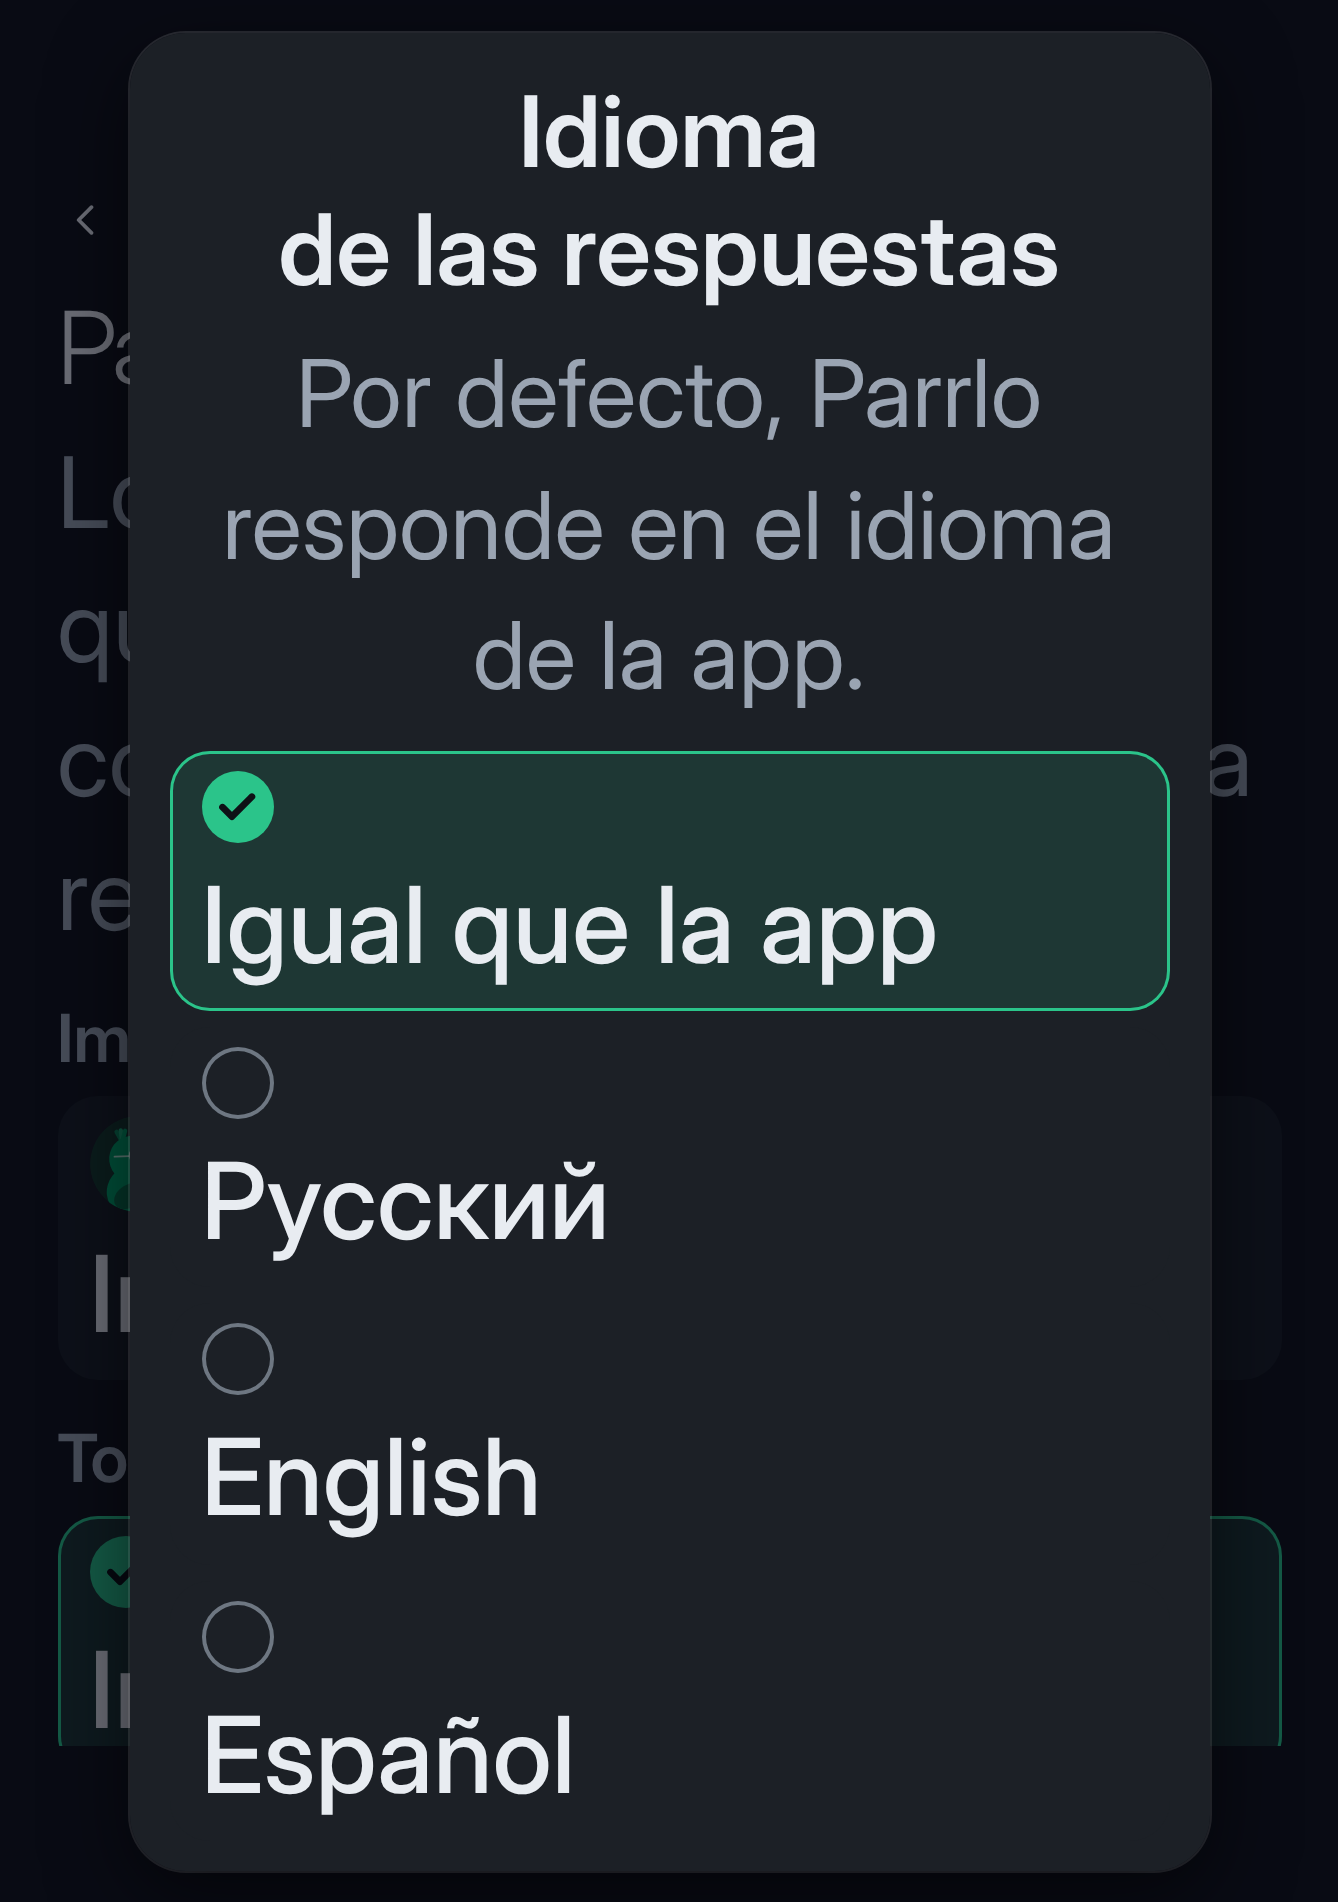 Idioma
de las respuestas
Por defecto, Parrlo
responde en el idioma
de la app.
Igual que la app
Русский
English
Español